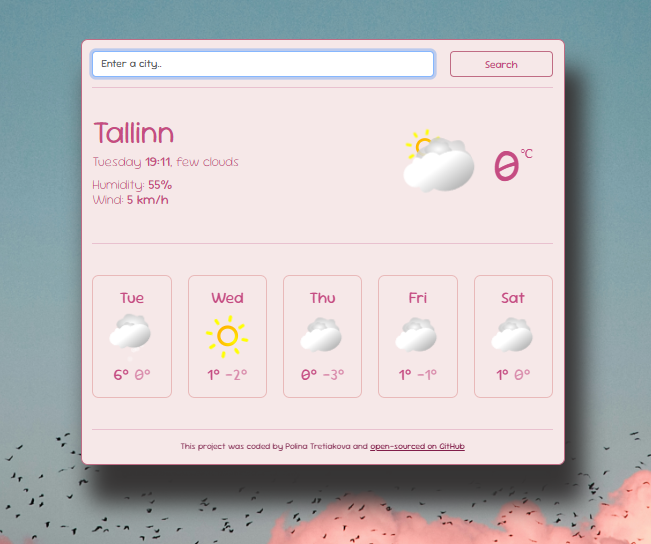 Enter a city..
Search
Tallinn
Tuesday 19:11, few clouds
Humidity: 55%
Wind: 5 km/h
0 °C
Tue
Wed
Thu
Fri
Sat
6° 0°
1° -2°
0° -3°
1° -1°
1° 0°
This project was coded by Polina Tretiakova and open-sourced on GitHub